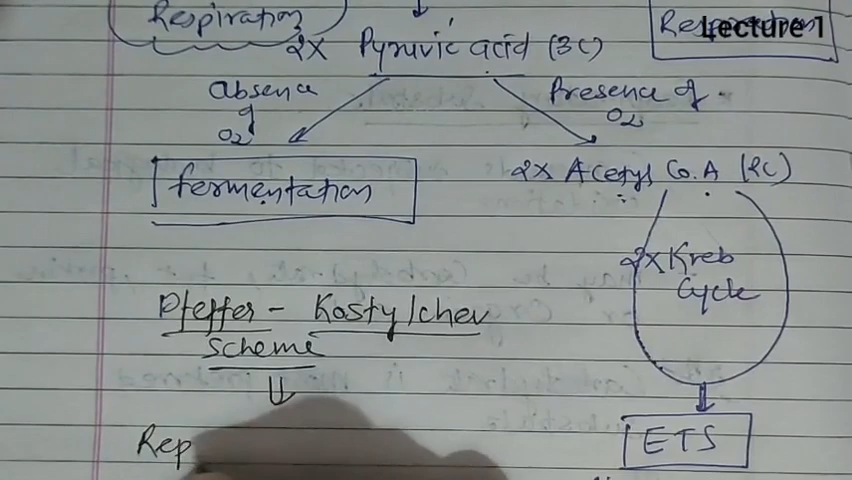 Respiration
Lecture 1
2X Pyruvic acid (3C)
Absence of O2
Presence of O2
fermentation
2X Acetyl Co.A (2C)
2X Kreb Cycle
Pfeffer - Kostylchev
Scheme
ETS
Rep